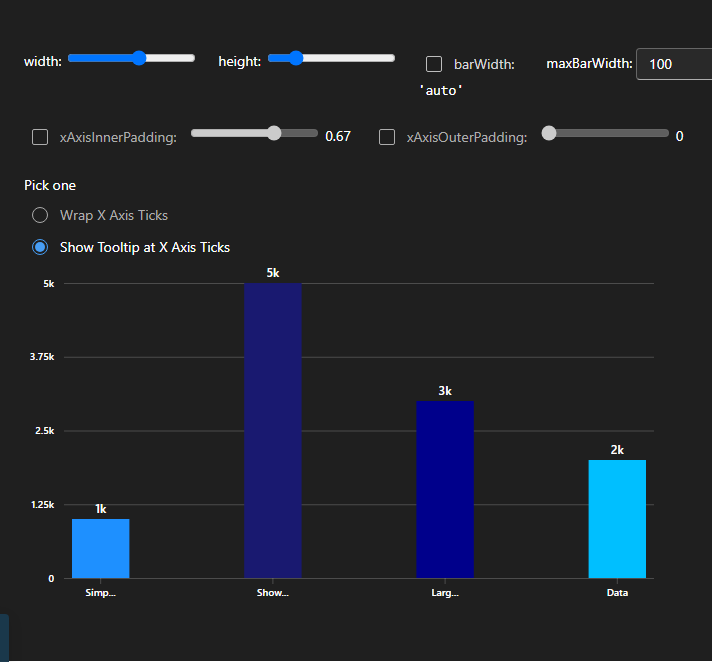 width: height: barWidth: maxBarWidth: 100
'auto'
xAxisInnerPadding: 0.67 xAxisOuterPadding: 0
Pick one
Wrap X Axis Ticks
Show Tooltip at X Axis Ticks
5k
5k
3.75k
3k
2.5k
2k
1.25k
1k
0
Simp... Show... Larg... Data